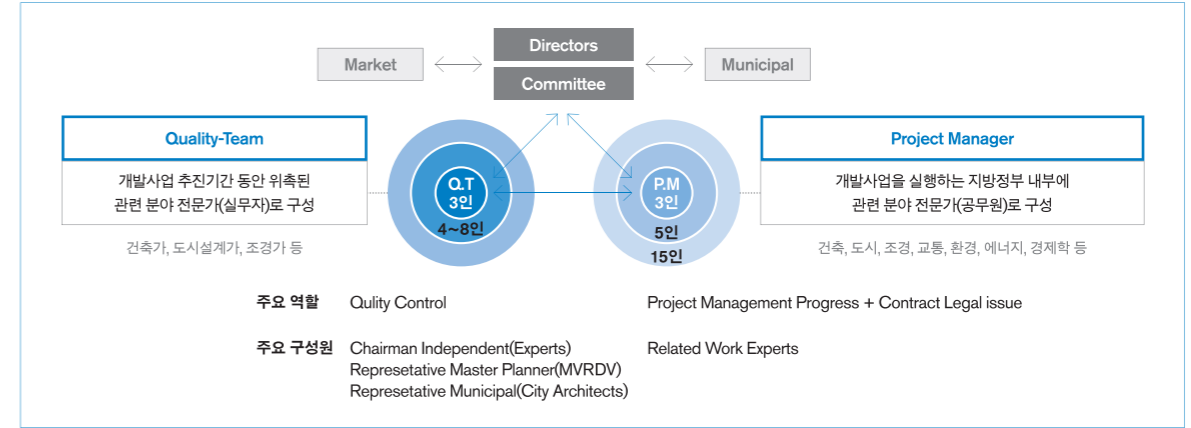 Directors
Market
Municipal
Committee
Quality-Team
Project Manager
개발사업 추진기간 동안 위촉된
관련 분야 전문가(실무자)로 구성
Q.T
3인
4~8인
P.M
3인
5인
15인
개발사업을 실행하는 지방정부 내부에
관련 분야 전문가(공무원)로 구성
건축가, 도시설계가, 조경가 등
건축, 도시, 조경, 교통, 환경, 에너지, 경제학 등
주요 역할 Qulity Control Project Management Progress + Contract Legal issue
주요 구성원 Chairman Independent(Experts) Related Work Experts
Represetative Master Planner(MVRDV)
Represetative Municipal(City Architects)